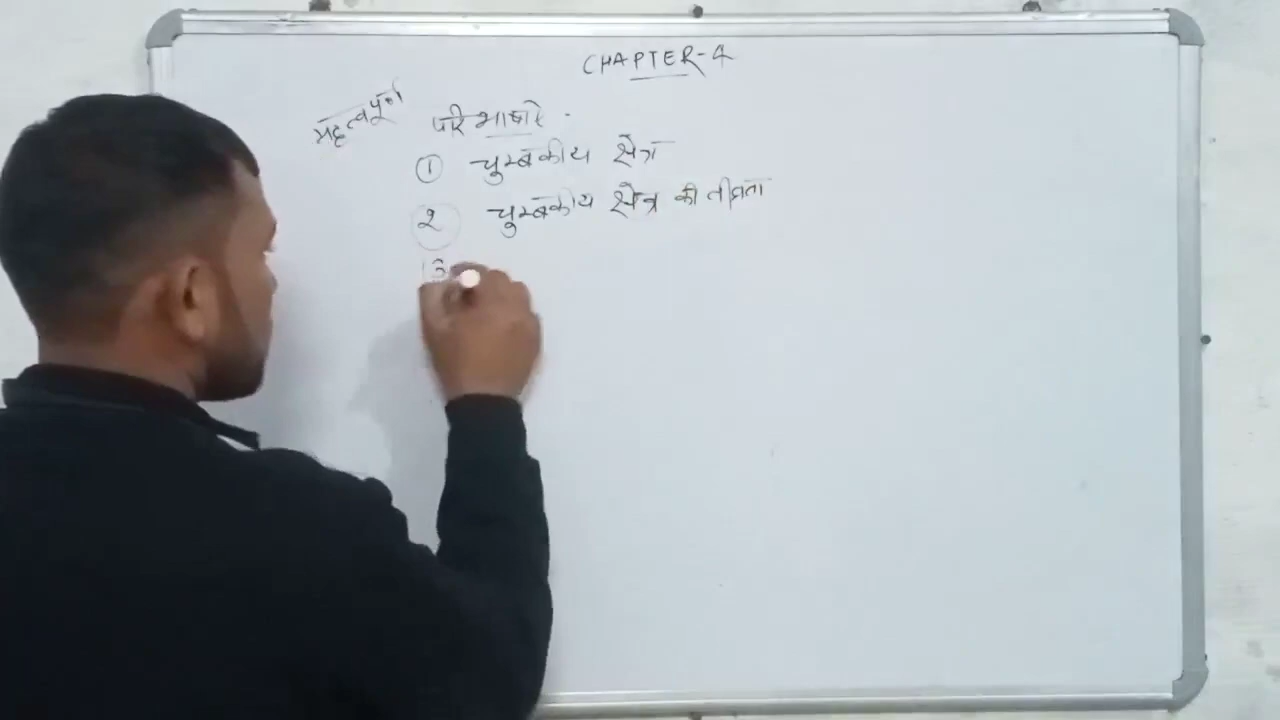 CHAPTER-4
महत्वपूर्ण परिभाषाऐ.
① चुम्बकीय क्षेत्र
② चुम्बकीय क्षेत्र की तीव्रता
3